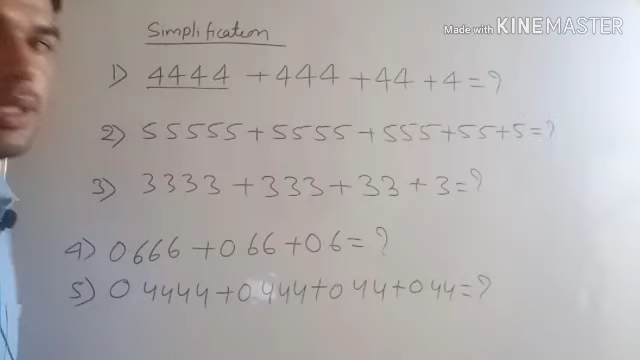 Made with KINEMASTER
Simplification
1) 4444 + 444 + 44 + 4 = ?
2) 55555 + 5555 + 555 + 55 + 5 = ?
3) 3333 + 333 + 33 + 3 = ?
4) 0.666 + 0 66 + 0 6 = ?
5) 0 4444 + 0.444 + 0 44 + 0 44 = ?